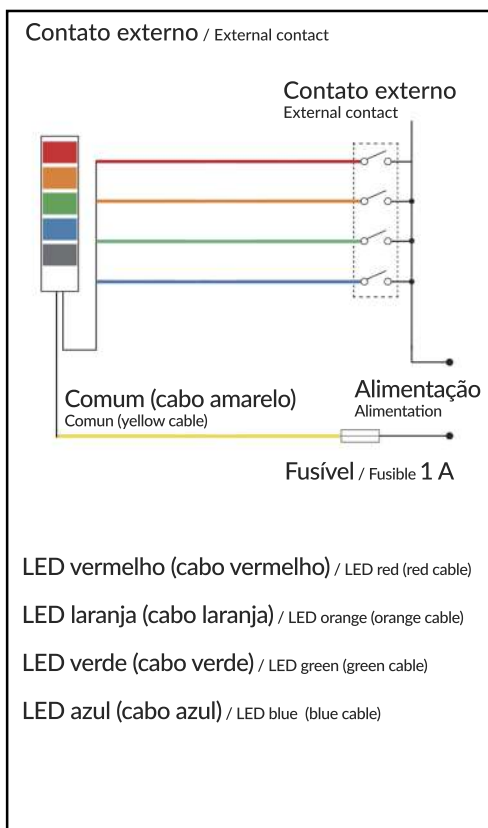 Contato externo / External contact
Contato externo
External contact
Comum (cabo amarelo)
Comun (yellow cable)
Alimentação
Alimentation
Fusível / Fusible 1 A
LED vermelho (cabo vermelho) / LED red (red cable)
LED laranja (cabo laranja) / LED orange (orange cable)
LED verde (cabo verde) / LED green (green cable)
LED azul (cabo azul) / LED blue (blue cable)